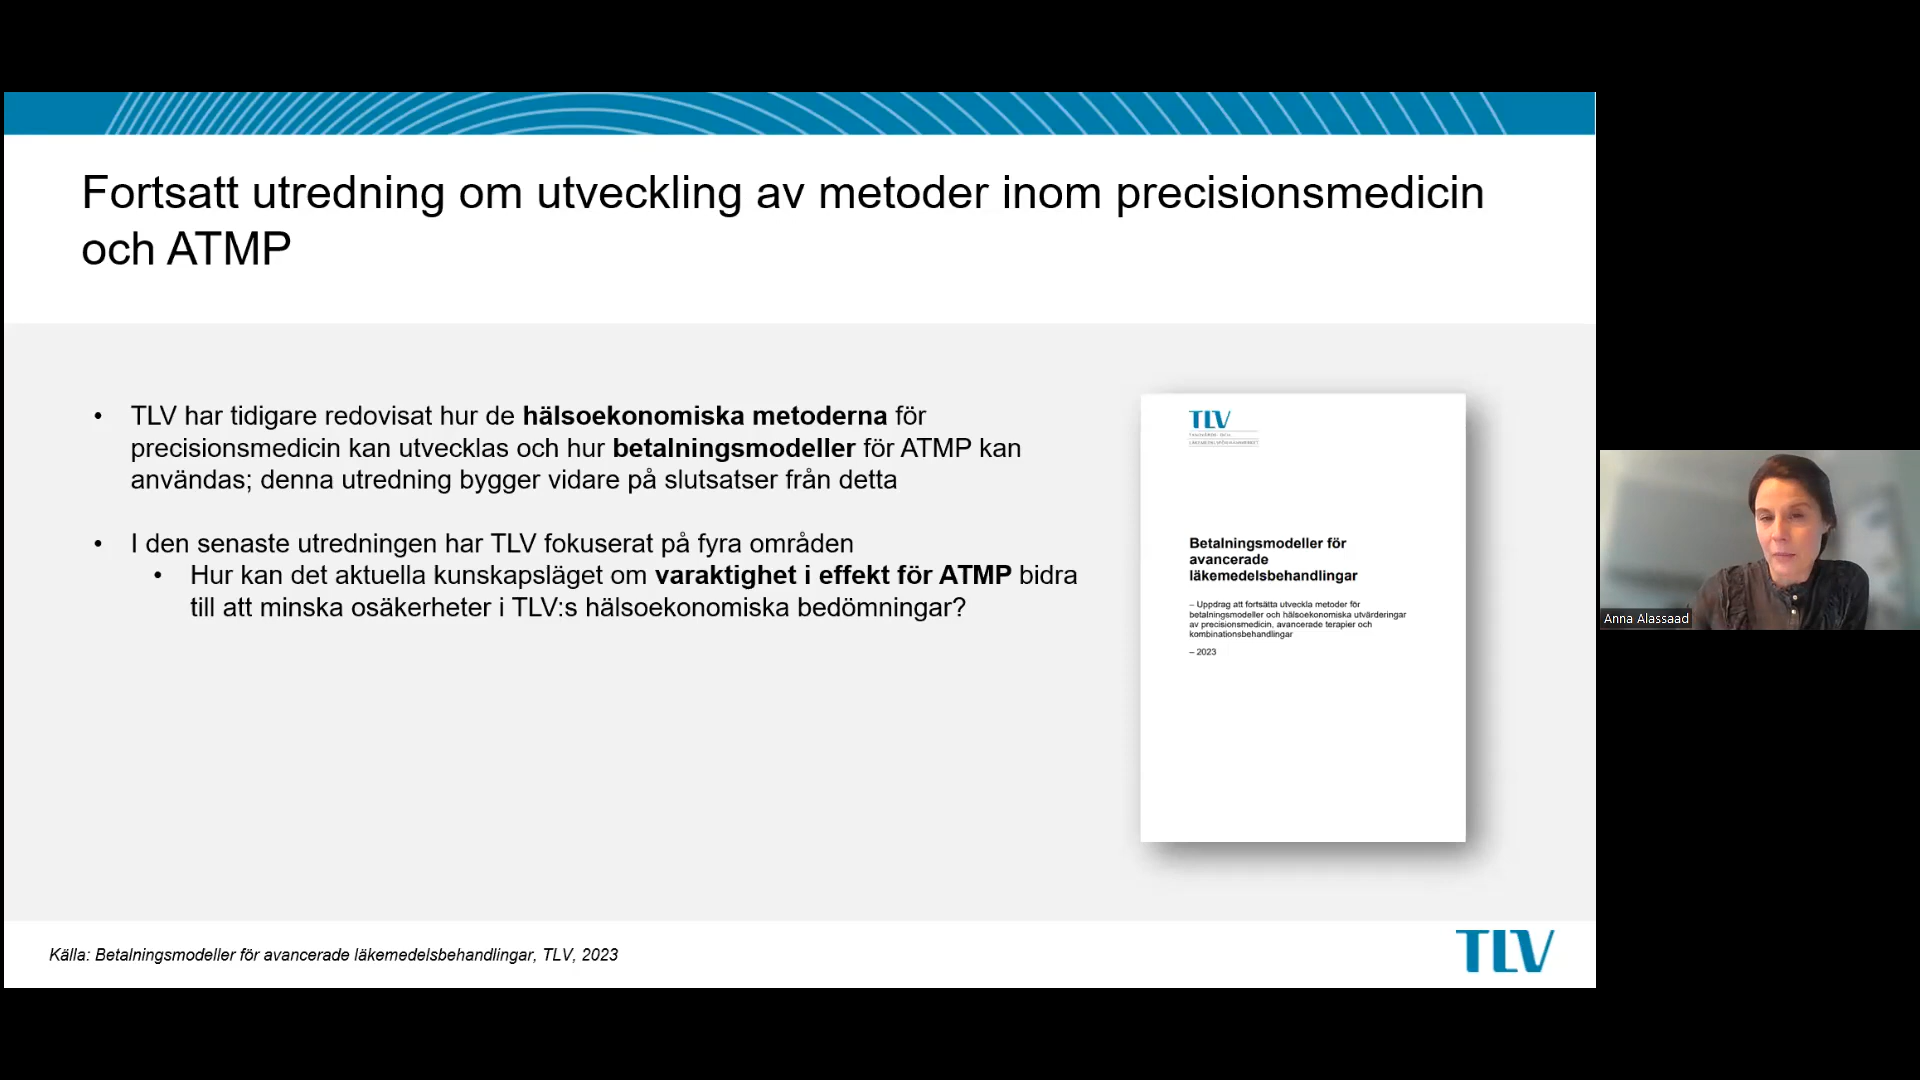 Fortsatt utredning om utveckling av metoder inom precisionsmedicin
och ATMP
• TLV har tidigare redovisat hur de hälsoekonomiska metoderna för
precisionsmedicin kan utvecklas och hur betalningsmodeller för ATMP kan
användas; denna utredning bygger vidare på slutsatser från detta
• I den senaste utredningen har TLV fokuserat på fyra områden
• Hur kan det aktuella kunskapsläget om varaktighet i effekt för ATMP bidra
till att minska osäkerheter i TLV:s hälsoekonomiska bedömningar?
TLV
Betalningsmodeller för
avancerade
läkemedelsbehandlingar
– Uppdrag att fortsätta utveckla metoder för
betalningsmodeller och hälsoekonomiska utvärderingar
av precisionsmedicin, avancerade terapier och
kombinationsbehandlingar
– 2023
Anna Alassaad
Källa: Betalningsmodeller för avancerade läkemedelsbehandlingar, TLV, 2023
TLV